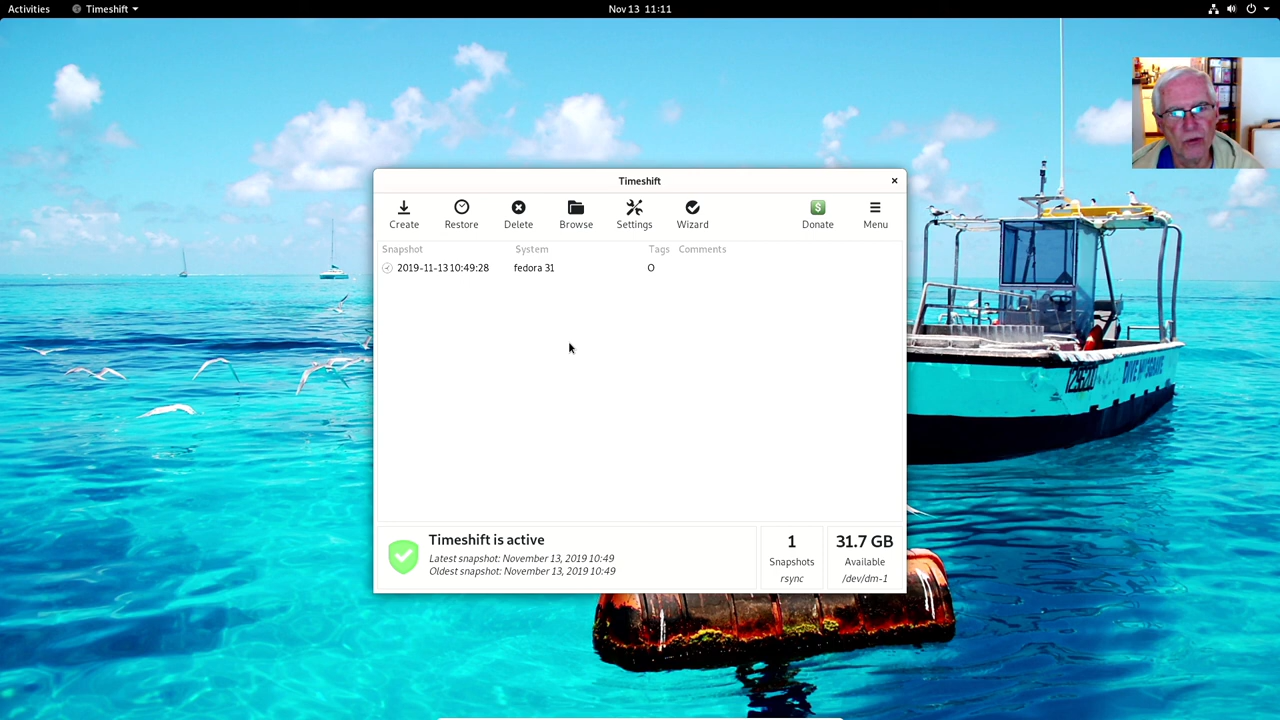 Activities Timeshift Nov 13 11:11
Timeshift
Create Restore Delete Browse Settings Wizard Donate Menu
Snapshot System Tags Comments
2019-11-13 10:49:28 fedora 31 O
Timeshift is active
Latest snapshot: November 13, 2019 10:49
Oldest snapshot: November 13, 2019 10:49
1
Snapshots
rsync
31.7 GB
Available
/dev/dm-1